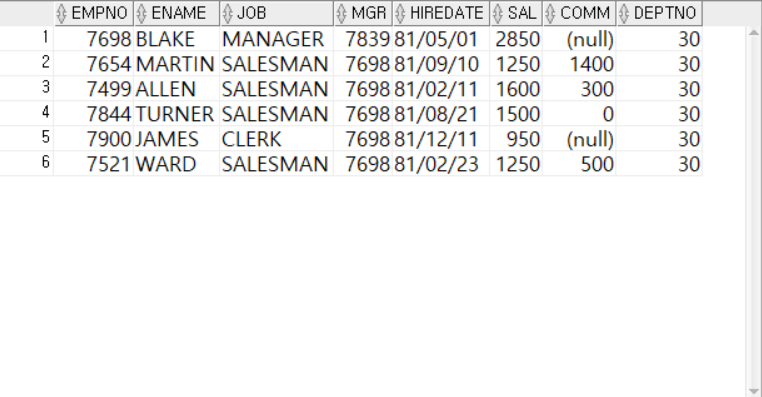 EMPNO ENAME JOB MGR HIREDATE SAL COMM DEPTNO
1 7698 BLAKE MANAGER 7839 81/05/01 2850 (null) 30
2 7654 MARTIN SALESMAN 7698 81/09/10 1250 1400 30
3 7499 ALLEN SALESMAN 7698 81/02/11 1600 300 30
4 7844 TURNER SALESMAN 7698 81/08/21 1500 0 30
5 7900 JAMES CLERK 7698 81/12/11 950 (null) 30
6 7521 WARD SALESMAN 7698 81/02/23 1250 500 30